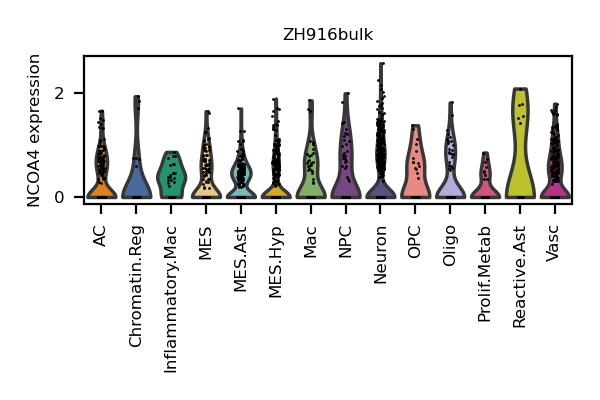 ZH916bulk
NCOA4 expression
2
0
AC
Chromatin.Reg
Inflammatory.Mac
MES
MES.Ast
MES.Hyp
Mac
NPC
Neuron
OPC
Oligo
Prolif.Metab
Reactive.Ast
Vasc